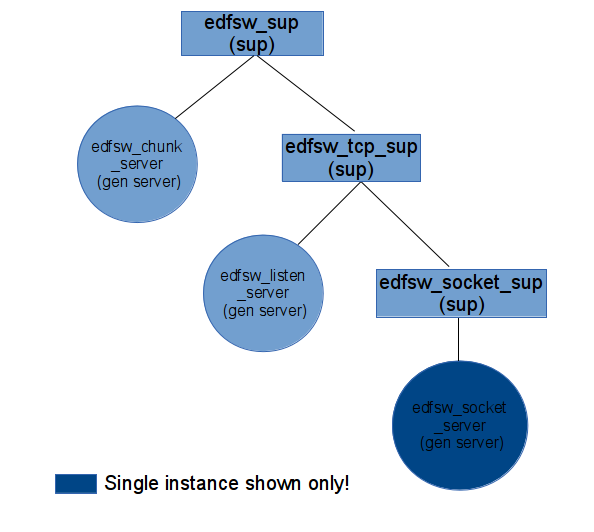 edfsw_sup
(sup)
edfsw_chunk
_server
(gen server)
edfsw_tcp_sup
(sup)
edfsw_listen
_server
(gen server)
edfsw_socket_sup
(sup)
edfsw_socket
_server
(gen server)
Single instance shown only!